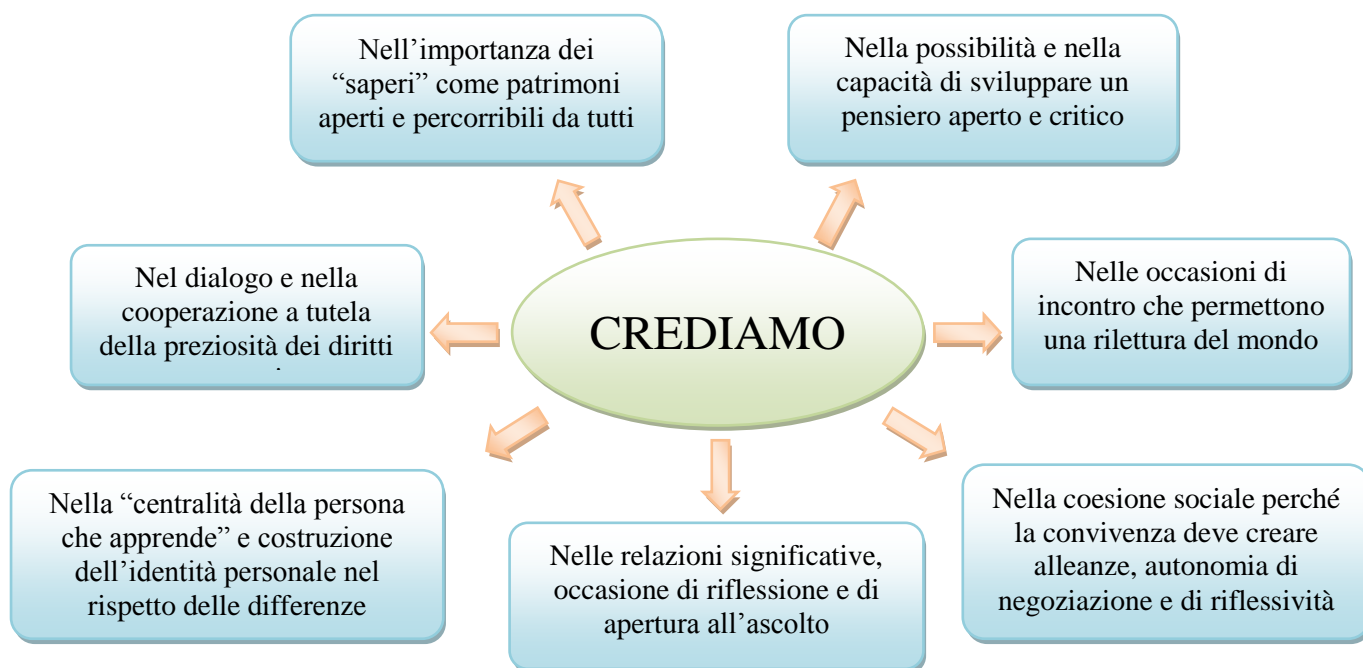 Nell’importanza dei
“saperi” come patrimoni
aperti e percorribili da tutti
Nella possibilità e nella
capacità di sviluppare un
pensiero aperto e critico
Nel dialogo e nella
cooperazione a tutela
della preziosità dei diritti
CREDIAMO
Nelle occasioni di
incontro che permettono
una rilettura del mondo
Nella “centralità della persona
che apprende” e costruzione
dell’identità personale nel
rispetto delle differenze
Nelle relazioni significative,
occasione di riflessione e di
apertura all’ascolto
Nella coesione sociale perché
la convivenza deve creare
alleanze, autonomia di
negoziazione e di riflessività